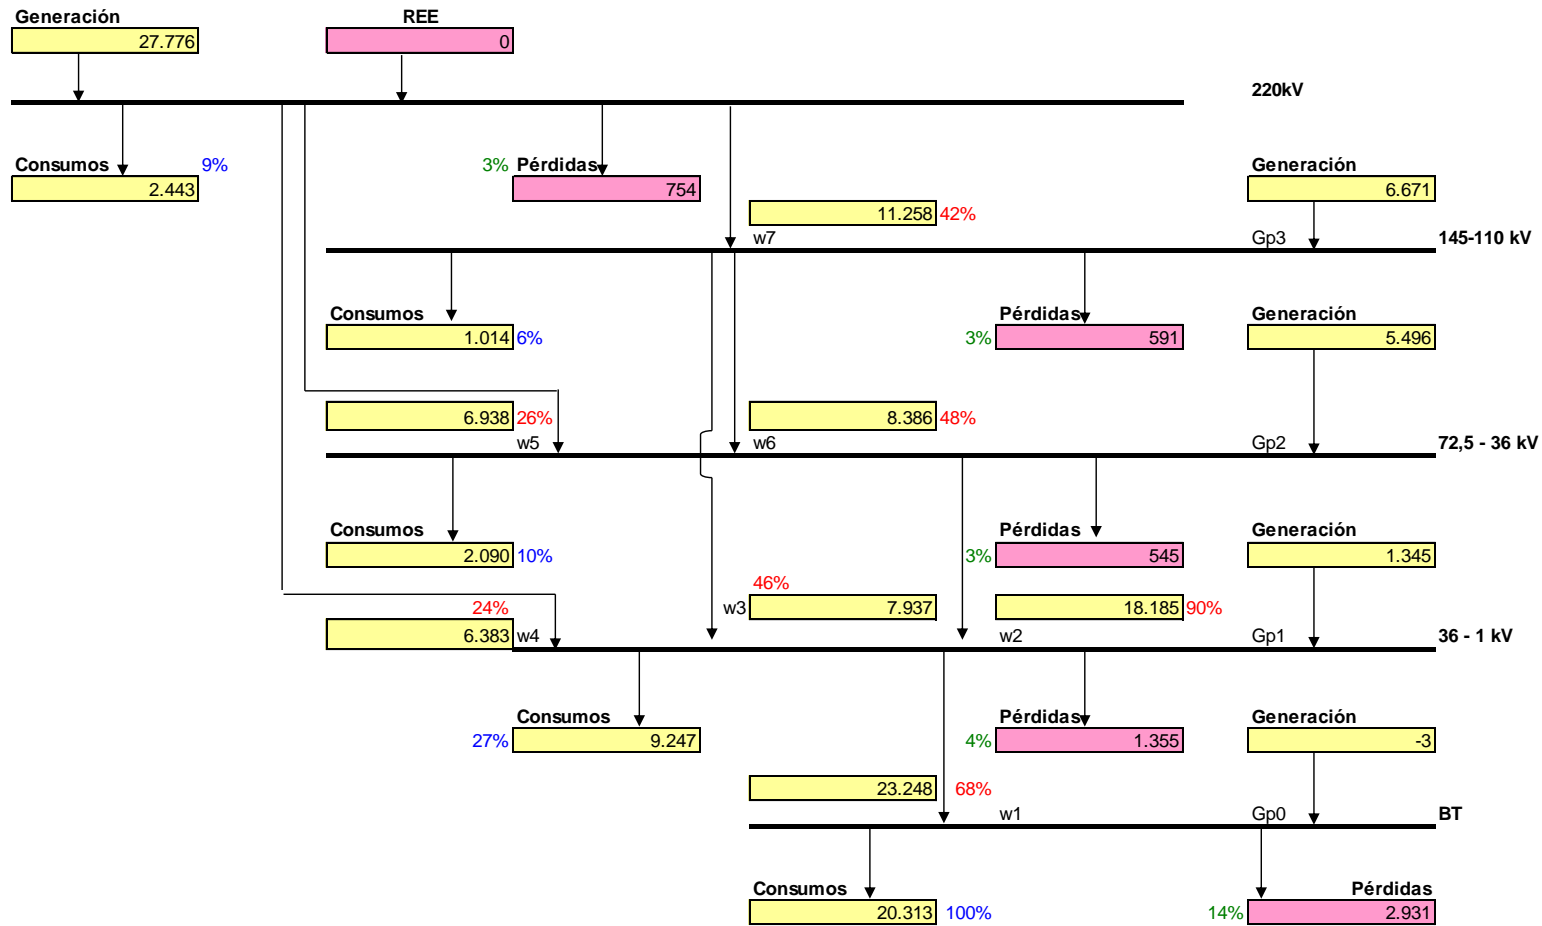 Generación REE
27.776 0
220kV
Consumos 9% 3% Pérdidas Generación
2.443 754 6.671
11.258 42%
w7 Gp3 145-110 kV
Consumos Pérdidas Generación
1.014 6% 3% 591 5.496
6.938 26% 8.386 48%
w5 w6 Gp2 72,5 - 36 kV
Consumos Pérdidas Generación
2.090 10% 3% 545 1.345
46%
24% w3 7.937 18.185 90%
6.383 w4 w2 Gp1 36 - 1 kV
Consumos Pérdidas Generación
27% 9.247 4% 1.355 -3
23.248 68%
w1 Gp0 BT
Consumos Pérdidas
20.313 100% 14% 2.931